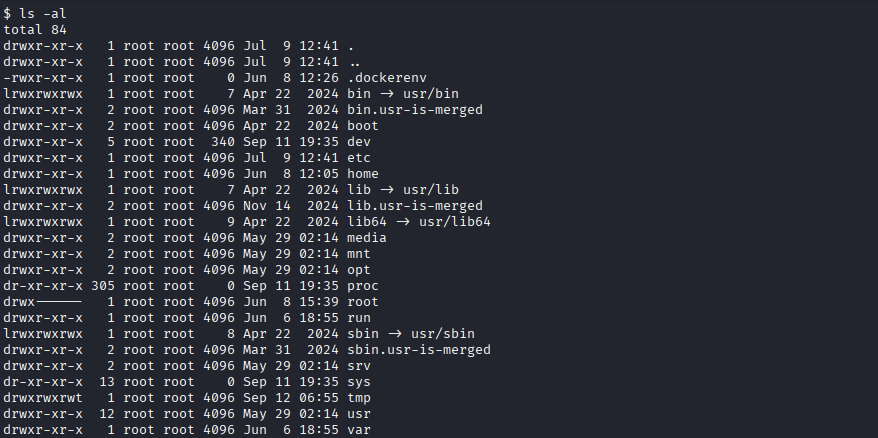 $ ls -al
total 84
drwxr-xr-x   1 root root 4096 Jul  9 12:41 .
drwxr-xr-x   1 root root 4096 Jul  9 12:41 ..
-rwxr-xr-x   1 root root    0 Jun  8 12:26 .dockerenv
lrwxrwxrwx   1 root root    7 Apr 22  2024 bin -> usr/bin
drwxr-xr-x   2 root root 4096 Mar 31  2024 bin.usr-is-merged
drwxr-xr-x   2 root root 4096 Apr 22  2024 boot
drwxr-xr-x   5 root root  340 Sep 11 19:35 dev
drwxr-xr-x   1 root root 4096 Jul  9 12:41 etc
drwxr-xr-x   1 root root 4096 Jun  8 12:05 home
lrwxrwxrwx   1 root root    7 Apr 22  2024 lib -> usr/lib
drwxr-xr-x   2 root root 4096 Nov 14  2024 lib.usr-is-merged
lrwxrwxrwx   1 root root    9 Apr 22  2024 lib64 -> usr/lib64
drwxr-xr-x   2 root root 4096 May 29 02:14 media
drwxr-xr-x   2 root root 4096 May 29 02:14 mnt
drwxr-xr-x   2 root root 4096 May 29 02:14 opt
dr-xr-xr-x 305 root root    0 Sep 11 19:35 proc
drwx------   1 root root 4096 Jun  8 15:39 root
drwxr-xr-x   1 root root 4096 Jun  6 18:55 run
lrwxrwxrwx   1 root root    8 Apr 22  2024 sbin -> usr/sbin
drwxr-xr-x   2 root root 4096 Mar 31  2024 sbin.usr-is-merged
drwxr-xr-x   2 root root 4096 May 29 02:14 srv
dr-xr-xr-x  13 root root    0 Sep 11 19:35 sys
drwxrwxrwt   1 root root 4096 Sep 12 06:55 tmp
drwxr-xr-x  12 root root 4096 May 29 02:14 usr
drwxr-xr-x   1 root root 4096 Jun  6 18:55 var